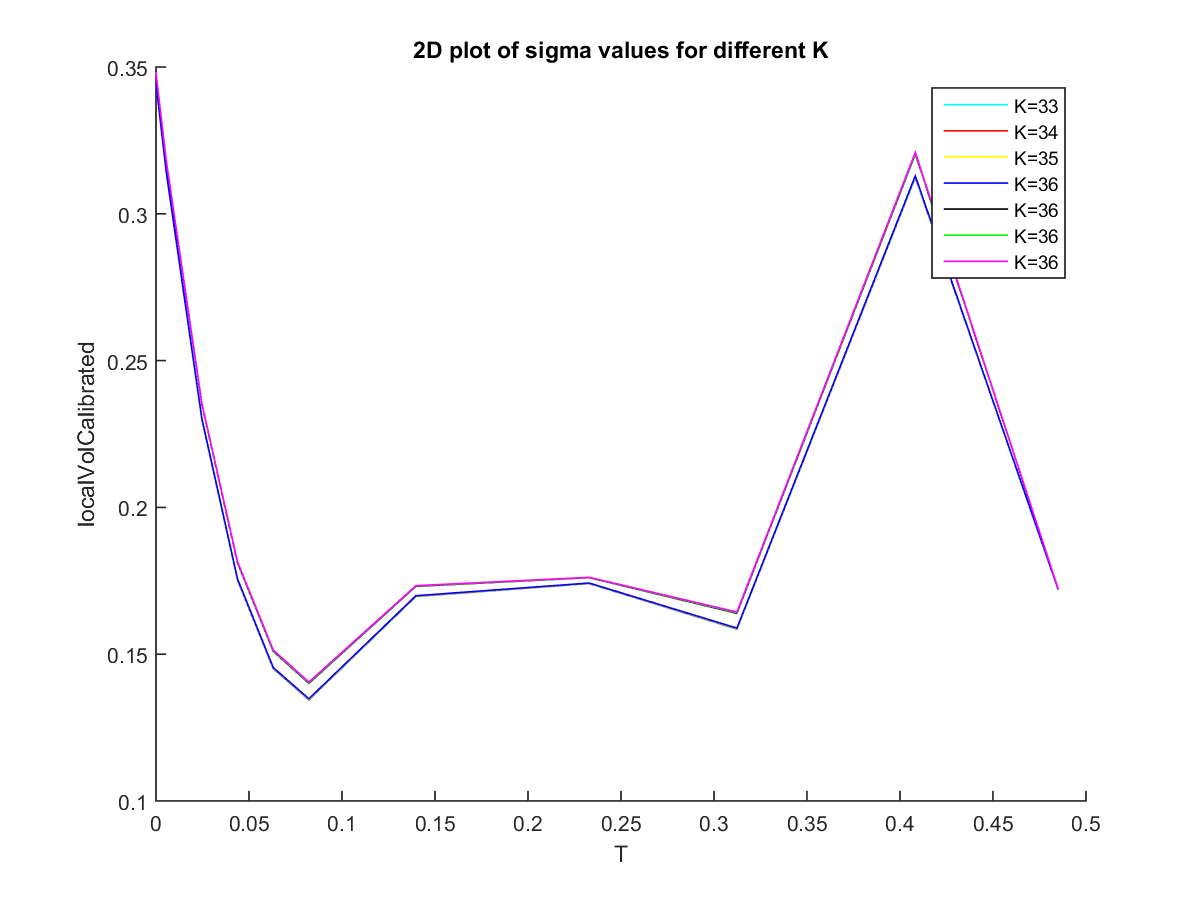 2D plot of sigma values for different K
0.35
0.3
0.25
0.2
0.15
0.1
localVolCalibrated
K=33
K=34
K=35
K=36
K=36
K=36
K=36
0 0.05 0.1 0.15 0.2 0.25 0.3 0.35 0.4 0.45 0.5
T